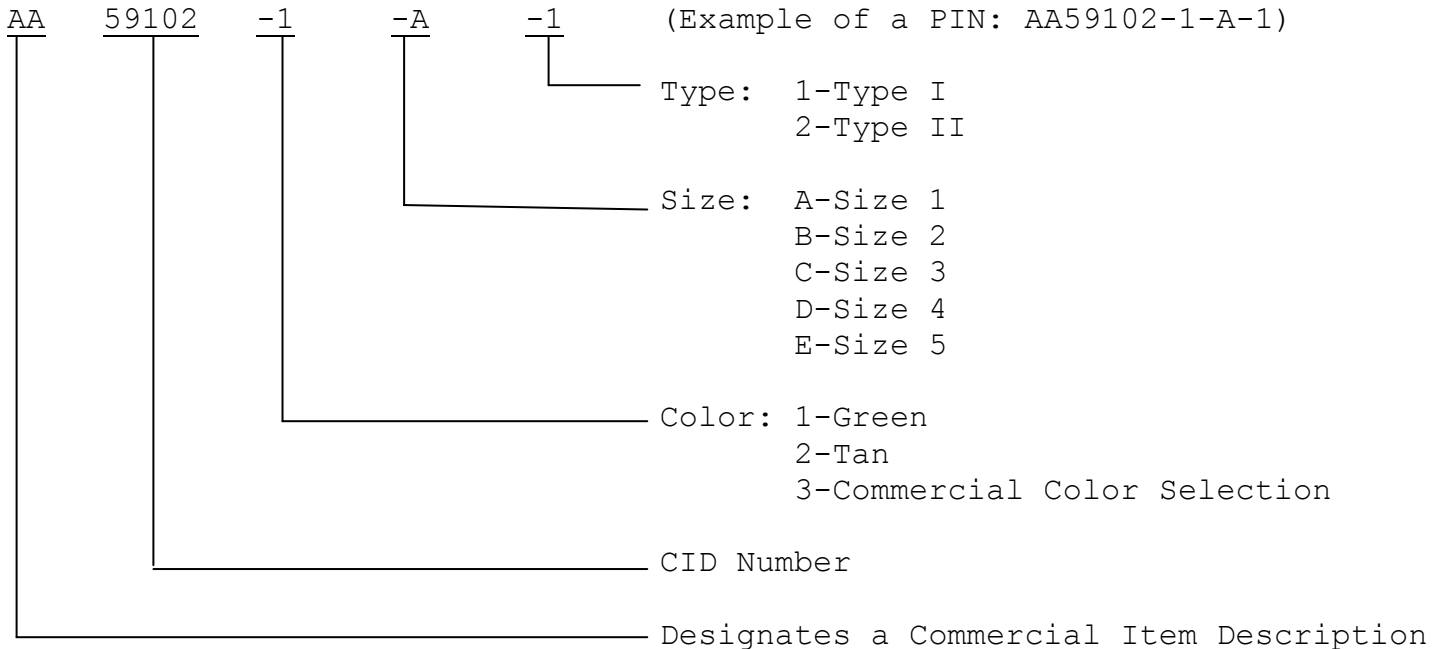 AA 59102 -1 -A -1 (Example of a PIN: AA59102-1-A-1)
Type: 1-Type I
2-Type II
Size: A-Size 1
B-Size 2
C-Size 3
D-Size 4
E-Size 5
Color: 1-Green
2-Tan
3-Commercial Color Selection
CID Number
Designates a Commercial Item Description